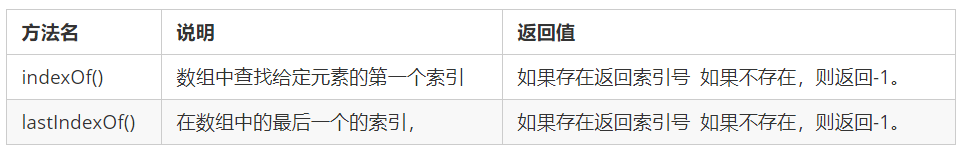 方法名 说明 返回值
indexOf() 数组中查找给定元素的第一个索引 如果存在返回索引号 如果不存在，则返回-1。
lastIndexOf() 在数组中的最后一个的索引， 如果存在返回索引号 如果不存在，则返回-1。